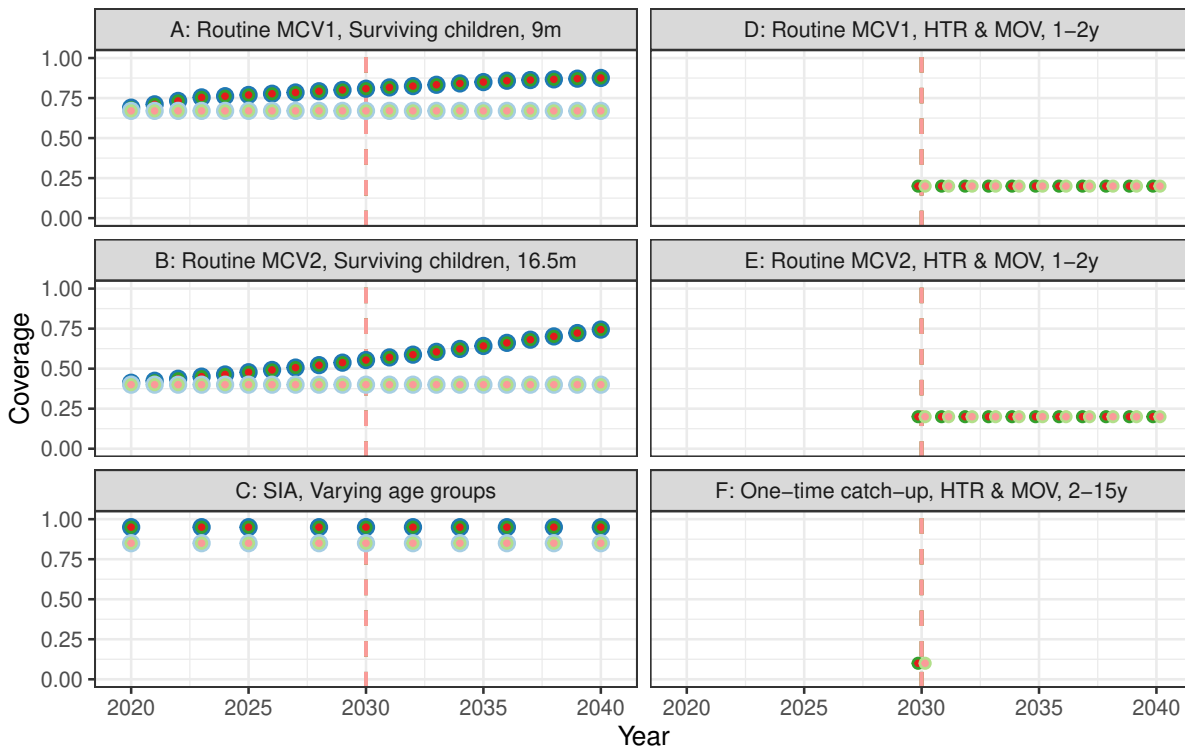 A: Routine MCV1, Surviving children, 9m
1.00
0.75
0.50
0.25
0.00
D: Routine MCV1, HTR & MOV, 1−2y
B: Routine MCV2, Surviving children, 16.5m
1.00
0.75
0.50
0.25
0.00
E: Routine MCV2, HTR & MOV, 1−2y
Coverage
C: SIA, Varying age groups
1.00
0.75
0.50
0.25
0.00
F: One−time catch−up, HTR & MOV, 2−15y
2020 2025 2030 2035 2040 2020 2025 2030 2035 2040
Year